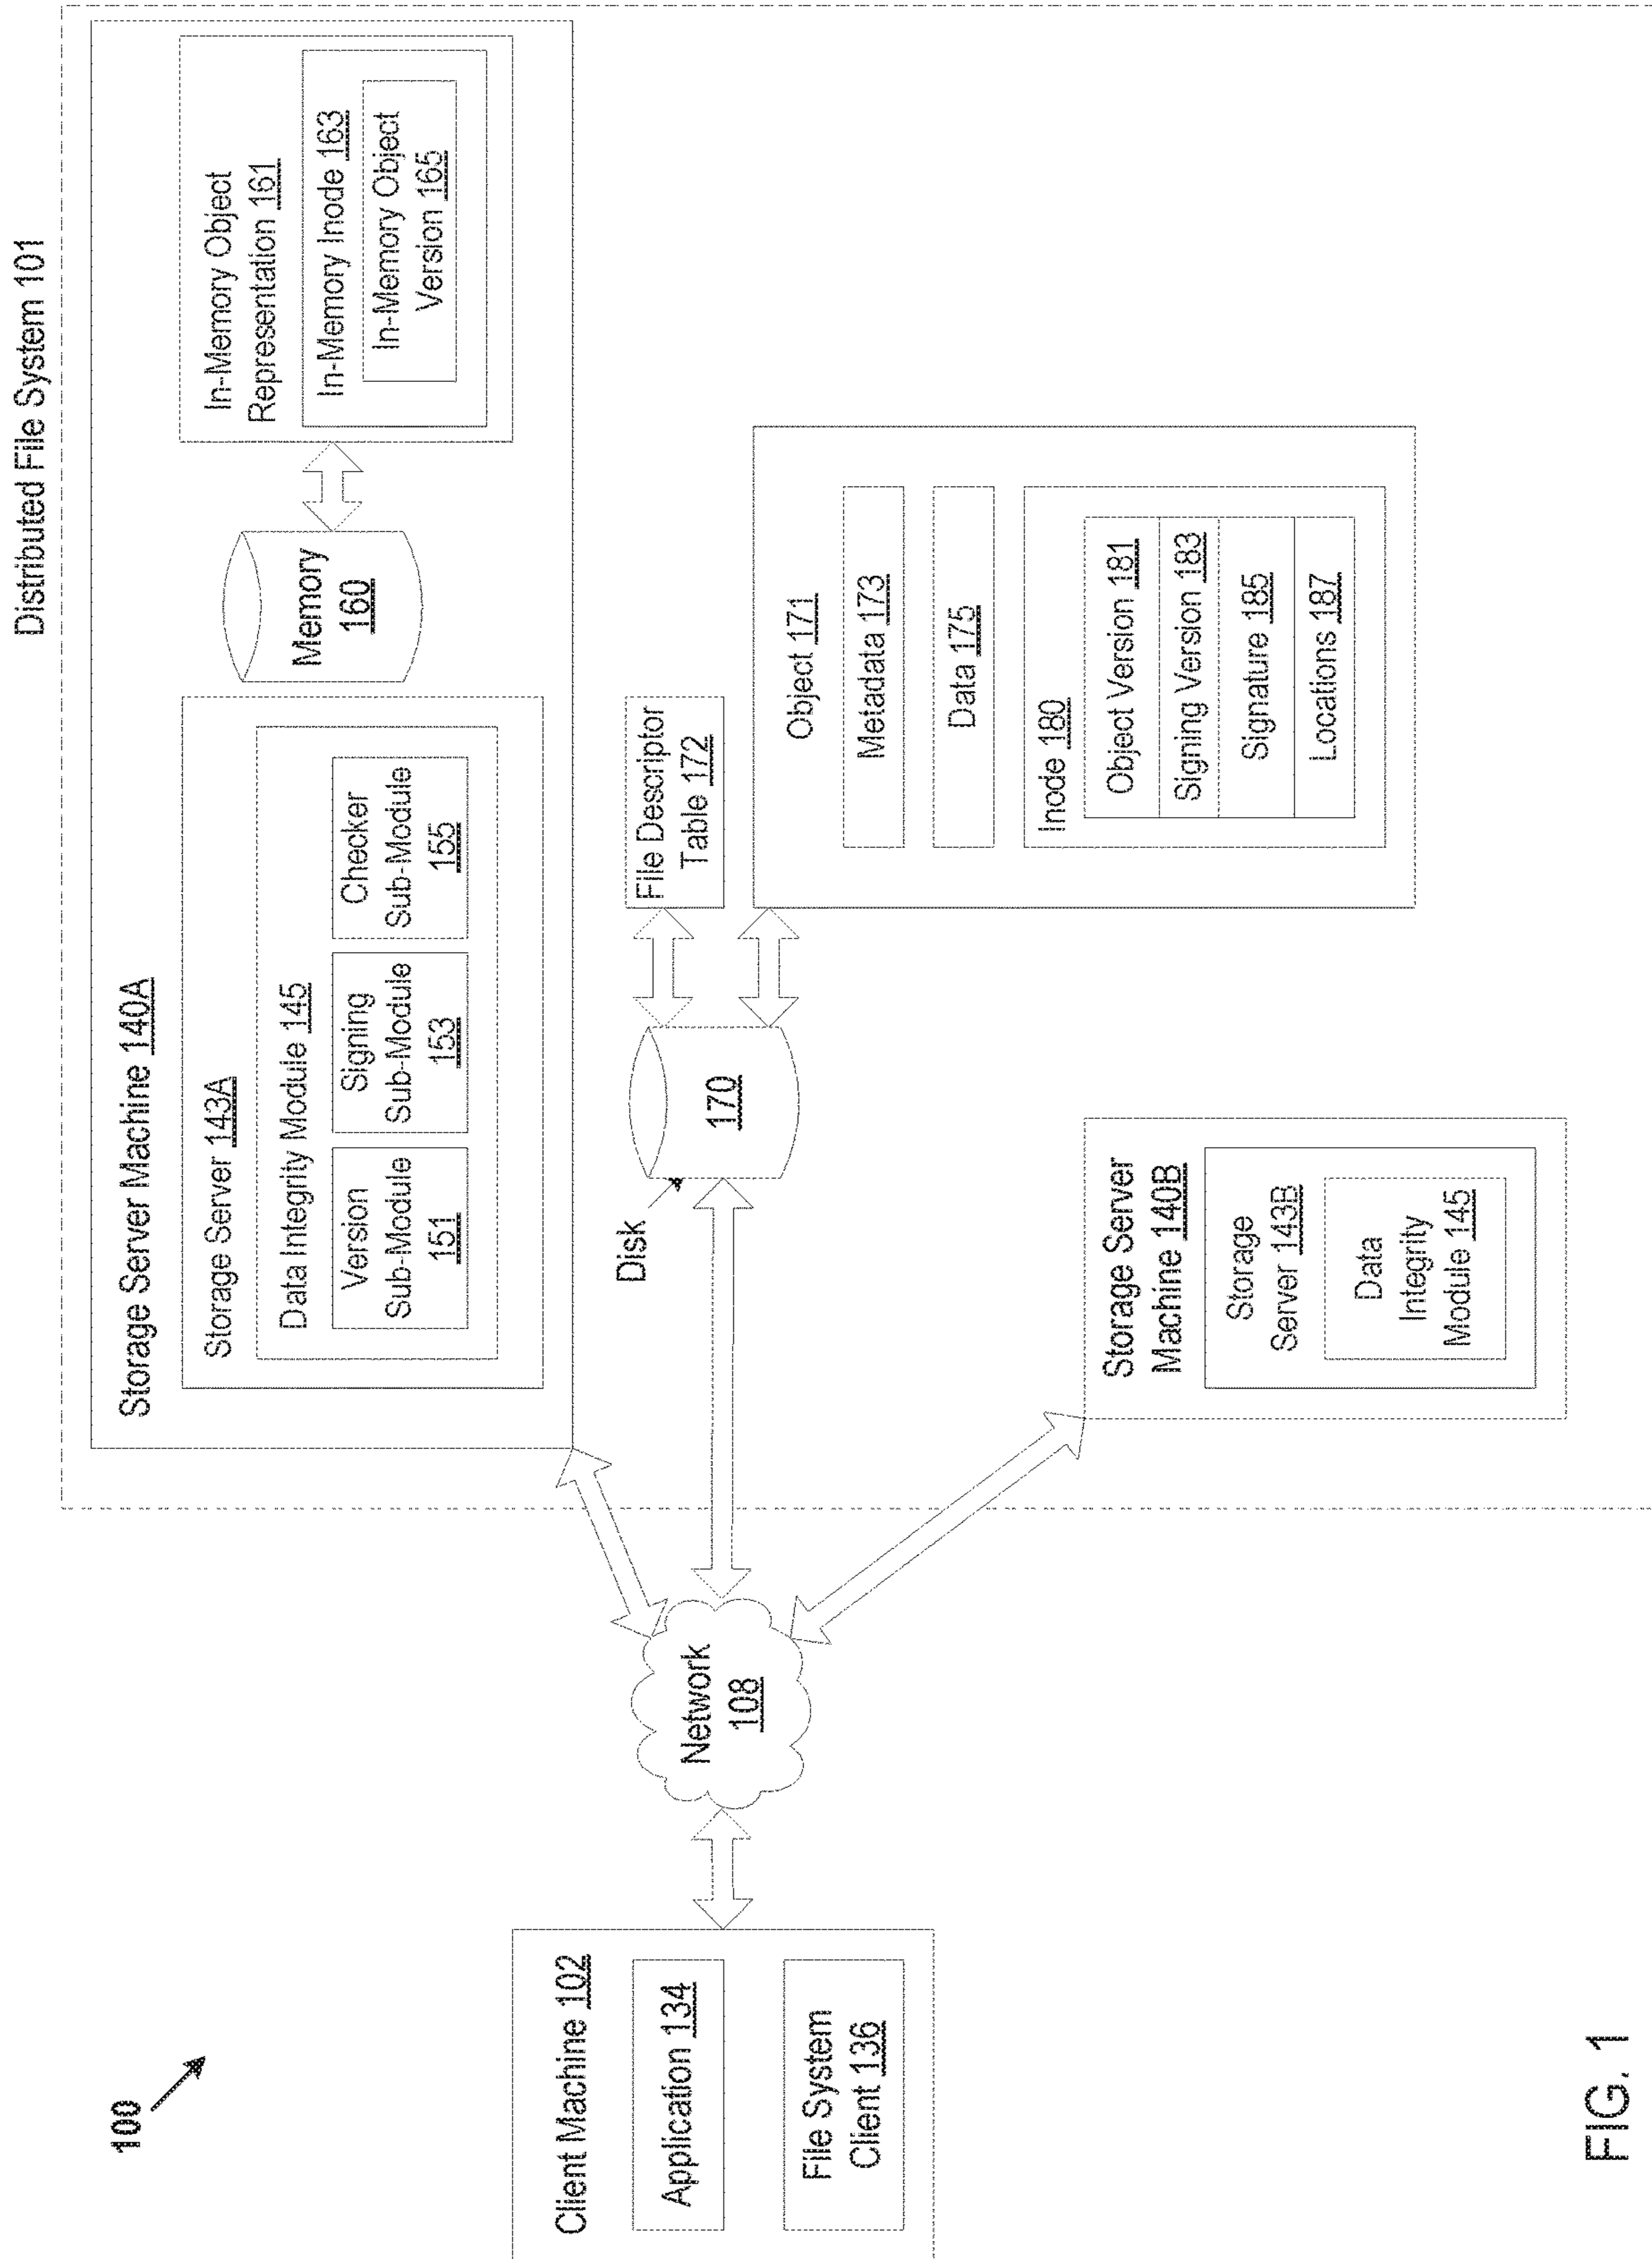 100
Distributed File System 101
Client Machine 102
Application 134
File System
Client 136
Network
108
Storage Server Machine 140A
Storage Server 143A
Data Integrity Module 145
Version
Sub-Module
151
Signing
Sub-Module
153
Checker
Sub-Module
155
Memory
160
In-Memory Object
Representation 161
In-Memory Inode 163
In-Memory Object
Version 165
Disk
170
File Descriptor
Table 172
Object 171
Metadata 173
Data 175
Inode 180
Object Version 181
Signing Version 183
Signature 185
Locations 187
Storage Server
Machine 140B
Storage
Server 143B
Data
Integrity
Module 145
FIG. 1